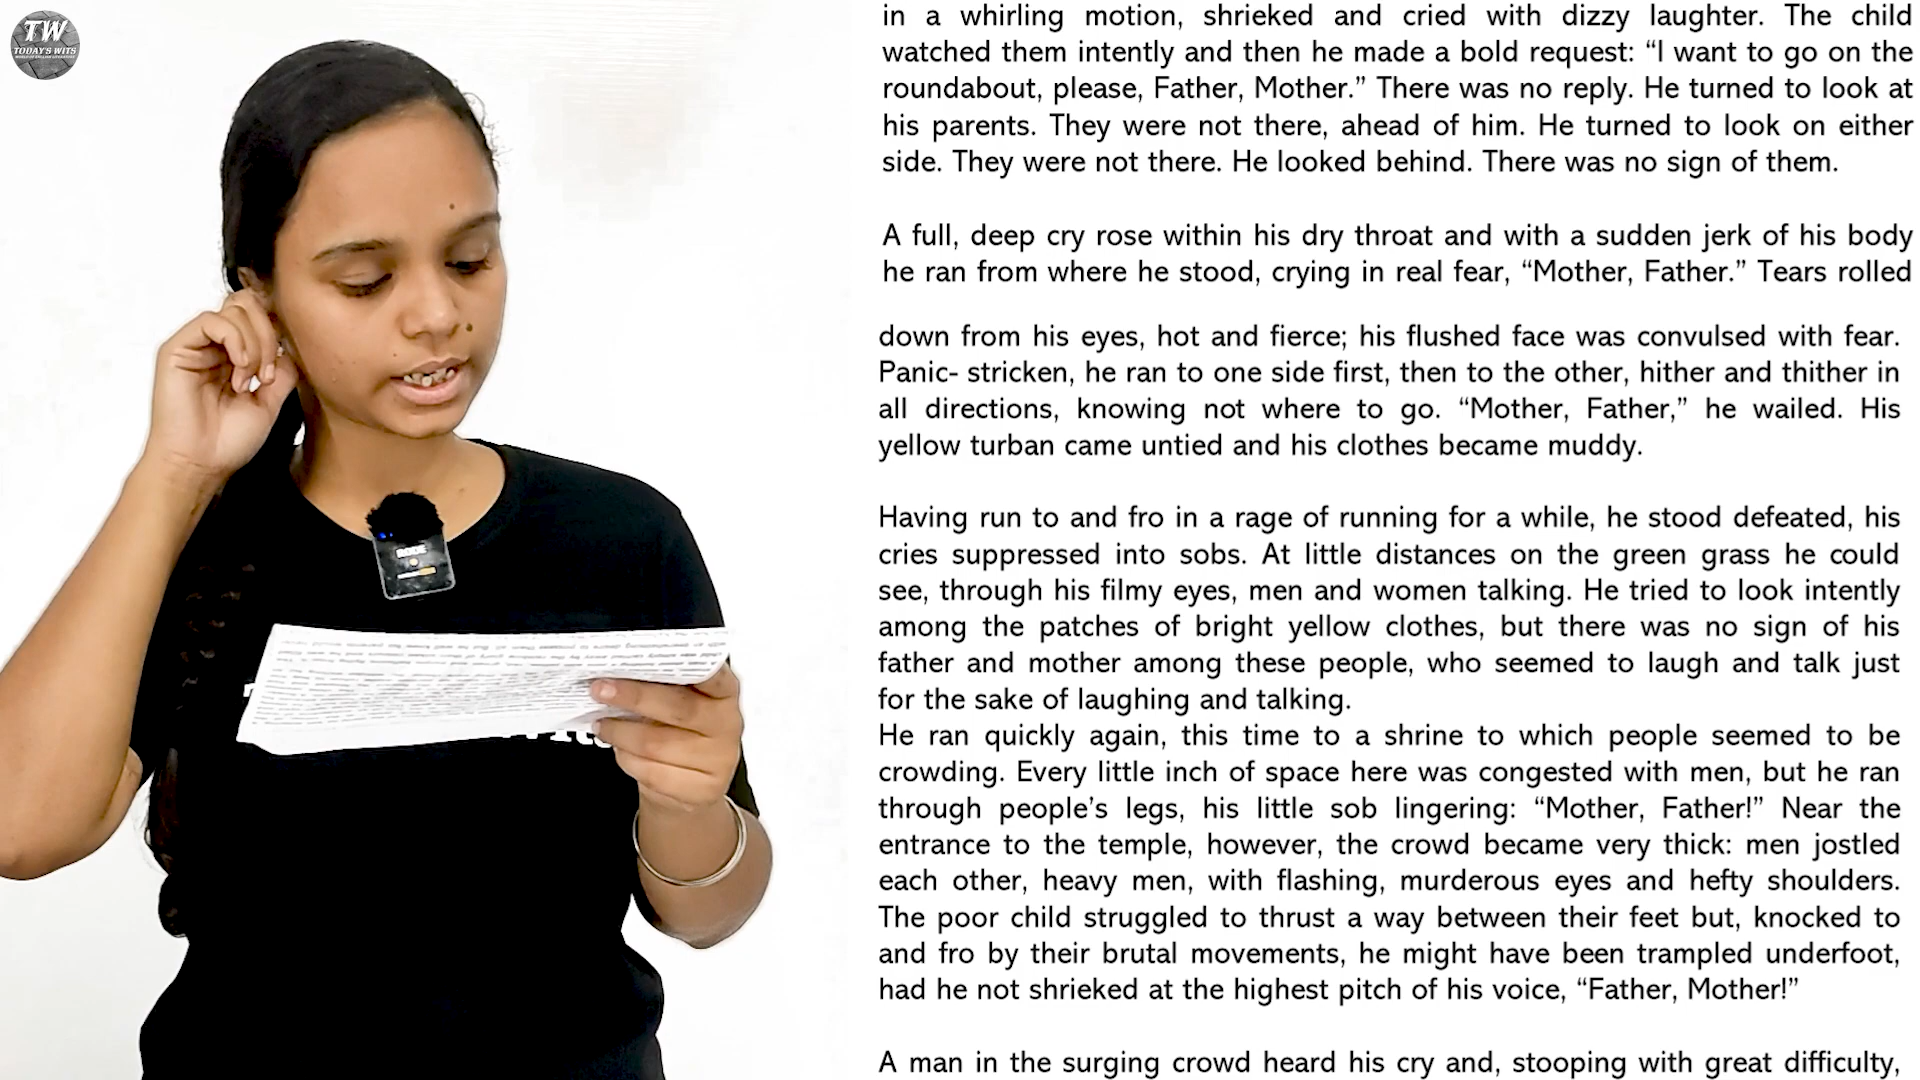 TW
TODAY'S WITS
WORLD OF ENGLISH LITERATURE
in a whirling motion, shrieked and cried with dizzy laughter. The child
watched them intently and then he made a bold request: “I want to go on the
roundabout, please, Father, Mother.” There was no reply. He turned to look at
his parents. They were not there, ahead of him. He turned to look on either
side. They were not there. He looked behind. There was no sign of them.
A full, deep cry rose within his dry throat and with a sudden jerk of his body
he ran from where he stood, crying in real fear, “Mother, Father.” Tears rolled
down from his eyes, hot and fierce; his flushed face was convulsed with fear.
Panic- stricken, he ran to one side first, then to the other, hither and thither in
all directions, knowing not where to go. “Mother, Father,” he wailed. His
yellow turban came untied and his clothes became muddy.
Having run to and fro in a rage of running for a while, he stood defeated, his
cries suppressed into sobs. At little distances on the green grass he could
see, through his filmy eyes, men and women talking. He tried to look intently
among the patches of bright yellow clothes, but there was no sign of his
father and mother among these people, who seemed to laugh and talk just
for the sake of laughing and talking.
He ran quickly again, this time to a shrine to which people seemed to be
crowding. Every little inch of space here was congested with men, but he ran
through people’s legs, his little sob lingering: “Mother, Father!” Near the
entrance to the temple, however, the crowd became very thick: men jostled
each other, heavy men, with flashing, murderous eyes and hefty shoulders.
The poor child struggled to thrust a way between their feet but, knocked to
and fro by their brutal movements, he might have been trampled underfoot,
had he not shrieked at the highest pitch of his voice, “Father, Mother!”
A man in the surging crowd heard his cry and, stooping with great difficulty,
RODE